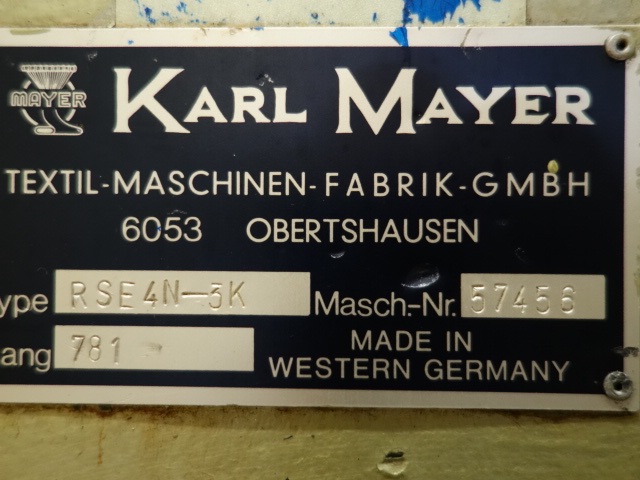 MAYER KARL MAYER
TEXTIL-MASCHINEN-FABRIK-GMBH
6053 OBERTSHAUSEN
ype RSE4N-3K Masch.-Nr. 57456
ang 781 MADE IN
WESTERN GERMANY